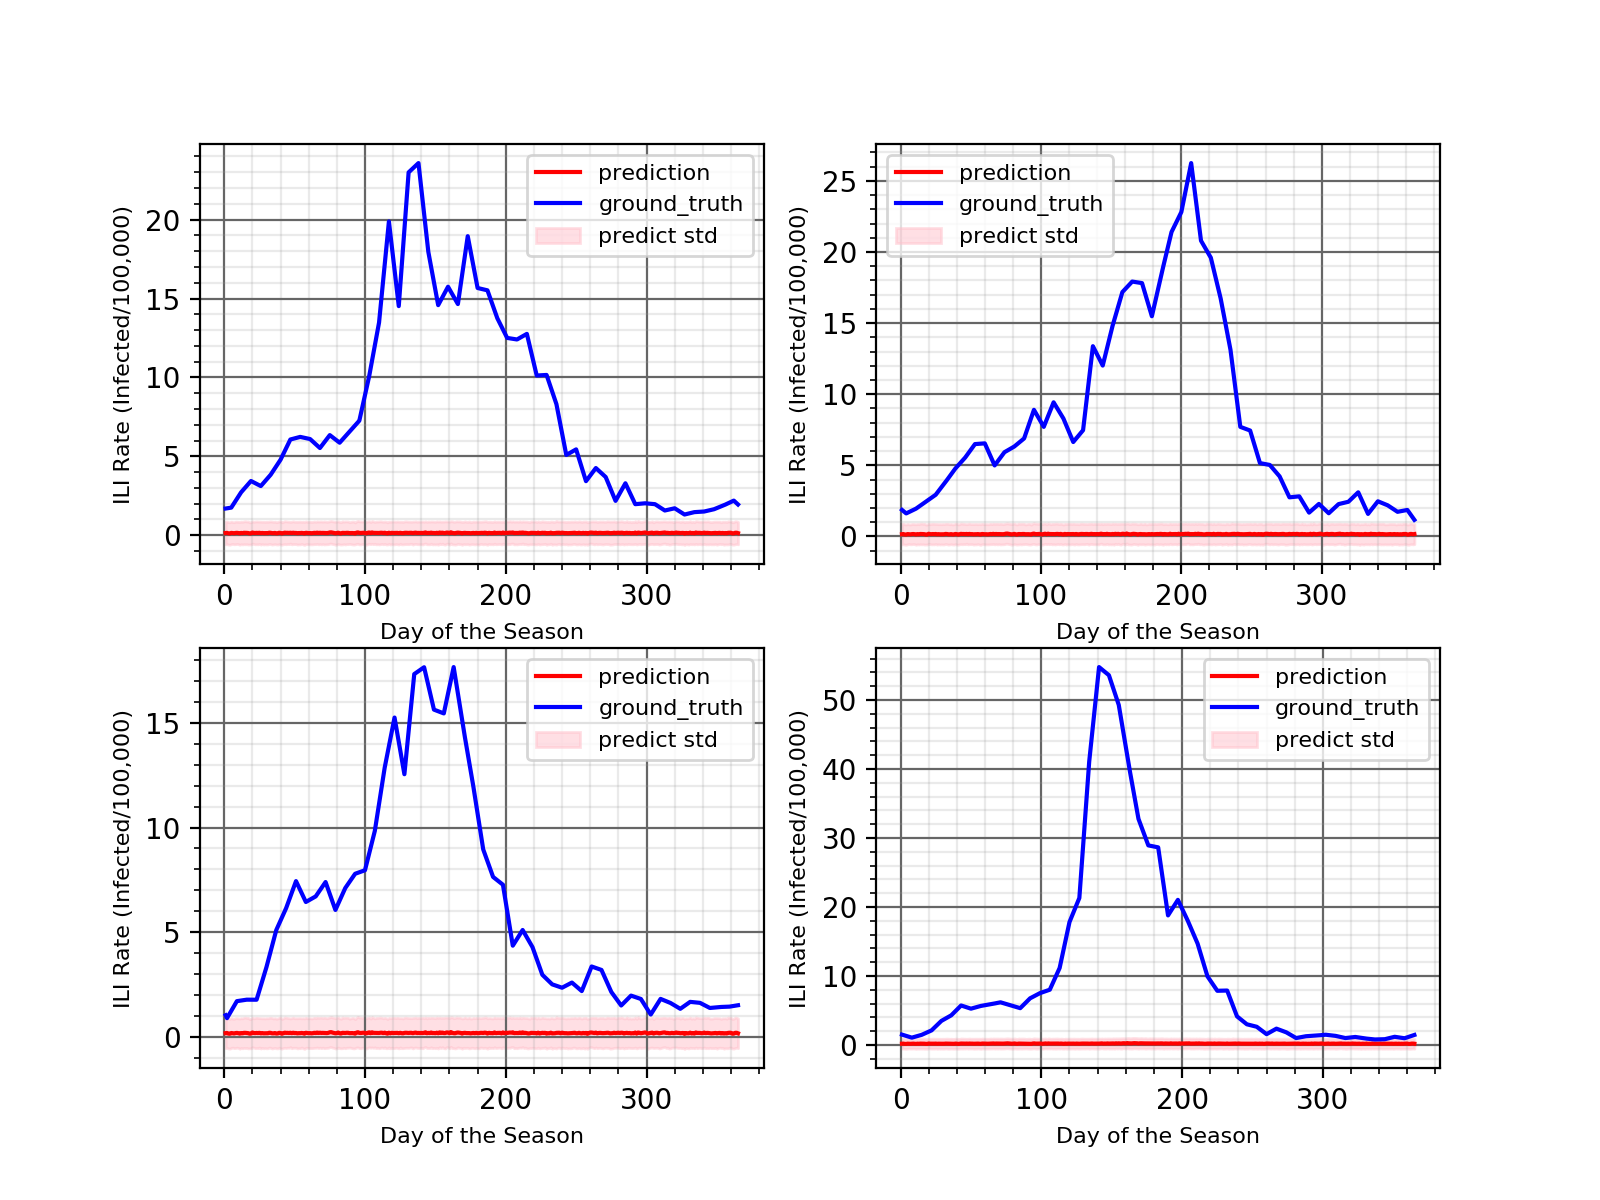 prediction
ground_truth
predict std
ILI Rate (Infected/100,000)
20
15
10
5
0
0 100 200 300
Day of the Season
prediction
ground_truth
predict std
ILI Rate (Infected/100,000)
25
20
15
10
5
0
0 100 200 300
Day of the Season
prediction
ground_truth
predict std
ILI Rate (Infected/100,000)
15
10
5
0
0 100 200 300
Day of the Season
prediction
ground_truth
predict std
ILI Rate (Infected/100,000)
50
40
30
20
10
0
0 100 200 300
Day of the Season